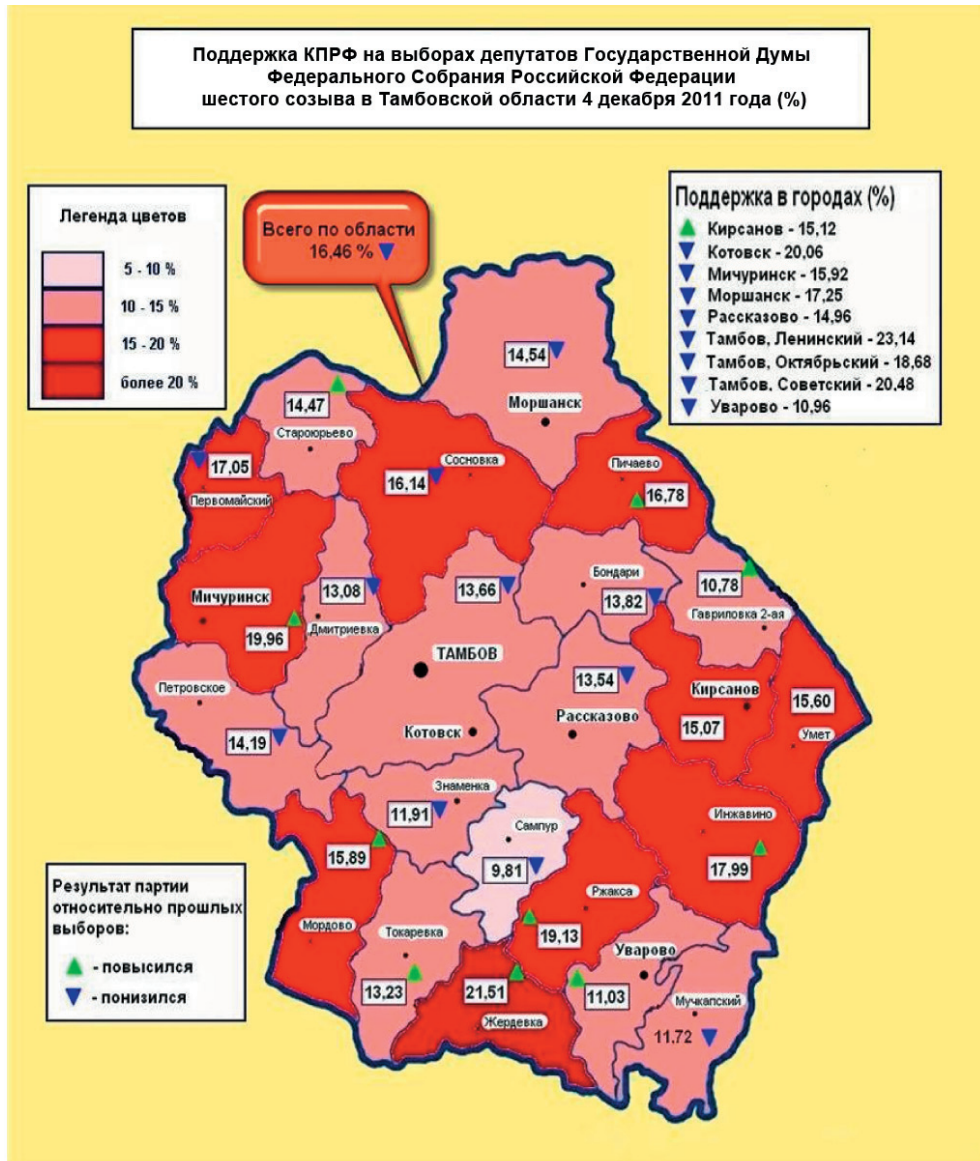 Поддержка КПРФ на выборах депутатов Государственной Думы
Федерального Собрания Российской Федерации
шестого созыва в Тамбовской области 4 декабря 2011 года (%)
Легенда цветов
5 - 10 %
10 - 15 %
15 - 20 %
более 20 %
Всего по области
16,46 %
Поддержка в городах (%)
Кирсанов - 15,12
Котовск - 20,06
Мичуринск - 15,92
Моршанск - 17,25
Рассказово - 14,96
Тамбов, Ленинский - 23,14
Тамбов, Октябрьский - 18,68
Тамбов, Советский - 20,48
Уварово - 10,96
14,54
Моршанск
14,47
Староюрьево
17,05
Первомайский
16,14
Сосновка
Пичаево
16,78
Мичуринск
19,96
13,08
Дмитриевка
13,66
Бондари
13,82
10,78
Гавриловка 2-ая
ТАМБОВ
Котовск
Петровское
14,19
13,54
Рассказово
Кирсанов
15,07
15,60
Умет
Знаменка
11,91
Сампур
9,81
Инжавино
17,99
15,89
Мордово
Ржакса
19,13
Токаревка
13,23
21,51
Жердевка
Уварово
11,03
Мучкапский
11,72
Результат партии
относительно прошлых
выборов:
- повысился
- понизился